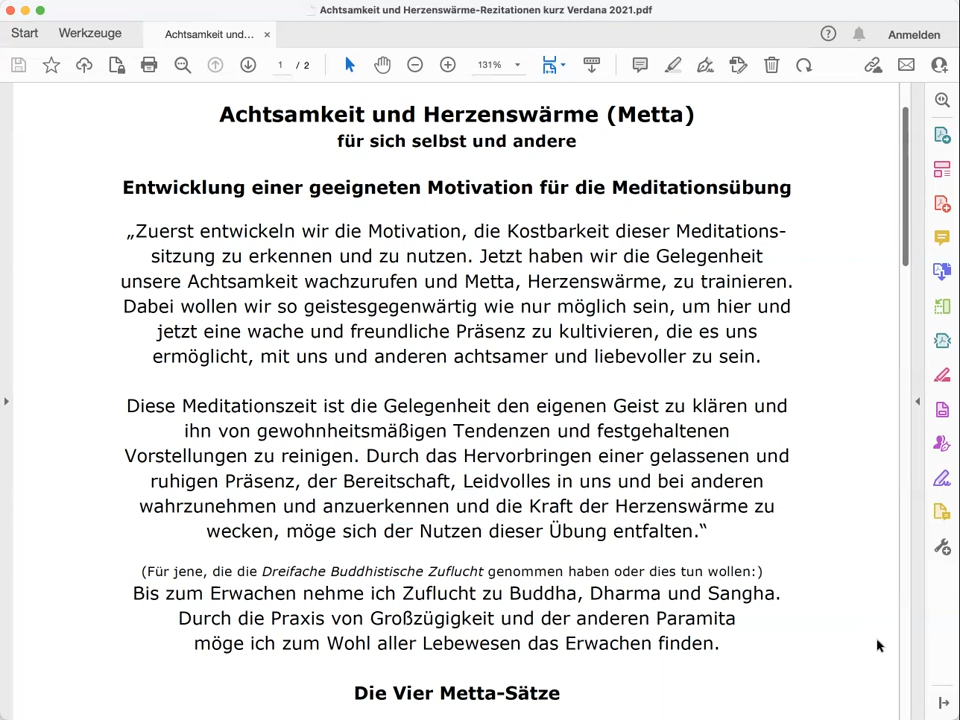 Achtsamkeit und Herzenswärme-Rezitationen kurz Verdana 2021.pdf
Start Werkzeuge Achtsamkeit und... × Anmelden
1 / 2 131%
Achtsamkeit und Herzenswärme (Metta)
für sich selbst und andere
Entwicklung einer geeigneten Motivation für die Meditationsübung
„Zuerst entwickeln wir die Motivation, die Kostbarkeit dieser Meditations-
sitzung zu erkennen und zu nutzen. Jetzt haben wir die Gelegenheit
unsere Achtsamkeit wachzurufen und Metta, Herzenswärme, zu trainieren.
Dabei wollen wir so geistesgegenwärtig wie nur möglich sein, um hier und
jetzt eine wache und freundliche Präsenz zu kultivieren, die es uns
ermöglicht, mit uns und anderen achtsamer und liebevoller zu sein.
Diese Meditationszeit ist die Gelegenheit den eigenen Geist zu klären und
ihn von gewohnheitsmäßigen Tendenzen und festgehaltenen
Vorstellungen zu reinigen. Durch das Hervorbringen einer gelassenen und
ruhigen Präsenz, der Bereitschaft, Leidvolles in uns und bei anderen
wahrzunehmen und anzuerkennen und die Kraft der Herzenswärme zu
wecken, möge sich der Nutzen dieser Übung entfalten.“
(Für jene, die die Dreifache Buddhistische Zuflucht genommen haben oder dies tun wollen:)
Bis zum Erwachen nehme ich Zuflucht zu Buddha, Dharma und Sangha.
Durch die Praxis von Großzügigkeit und der anderen Paramita
möge ich zum Wohl aller Lebewesen das Erwachen finden.
Die Vier Metta-Sätze